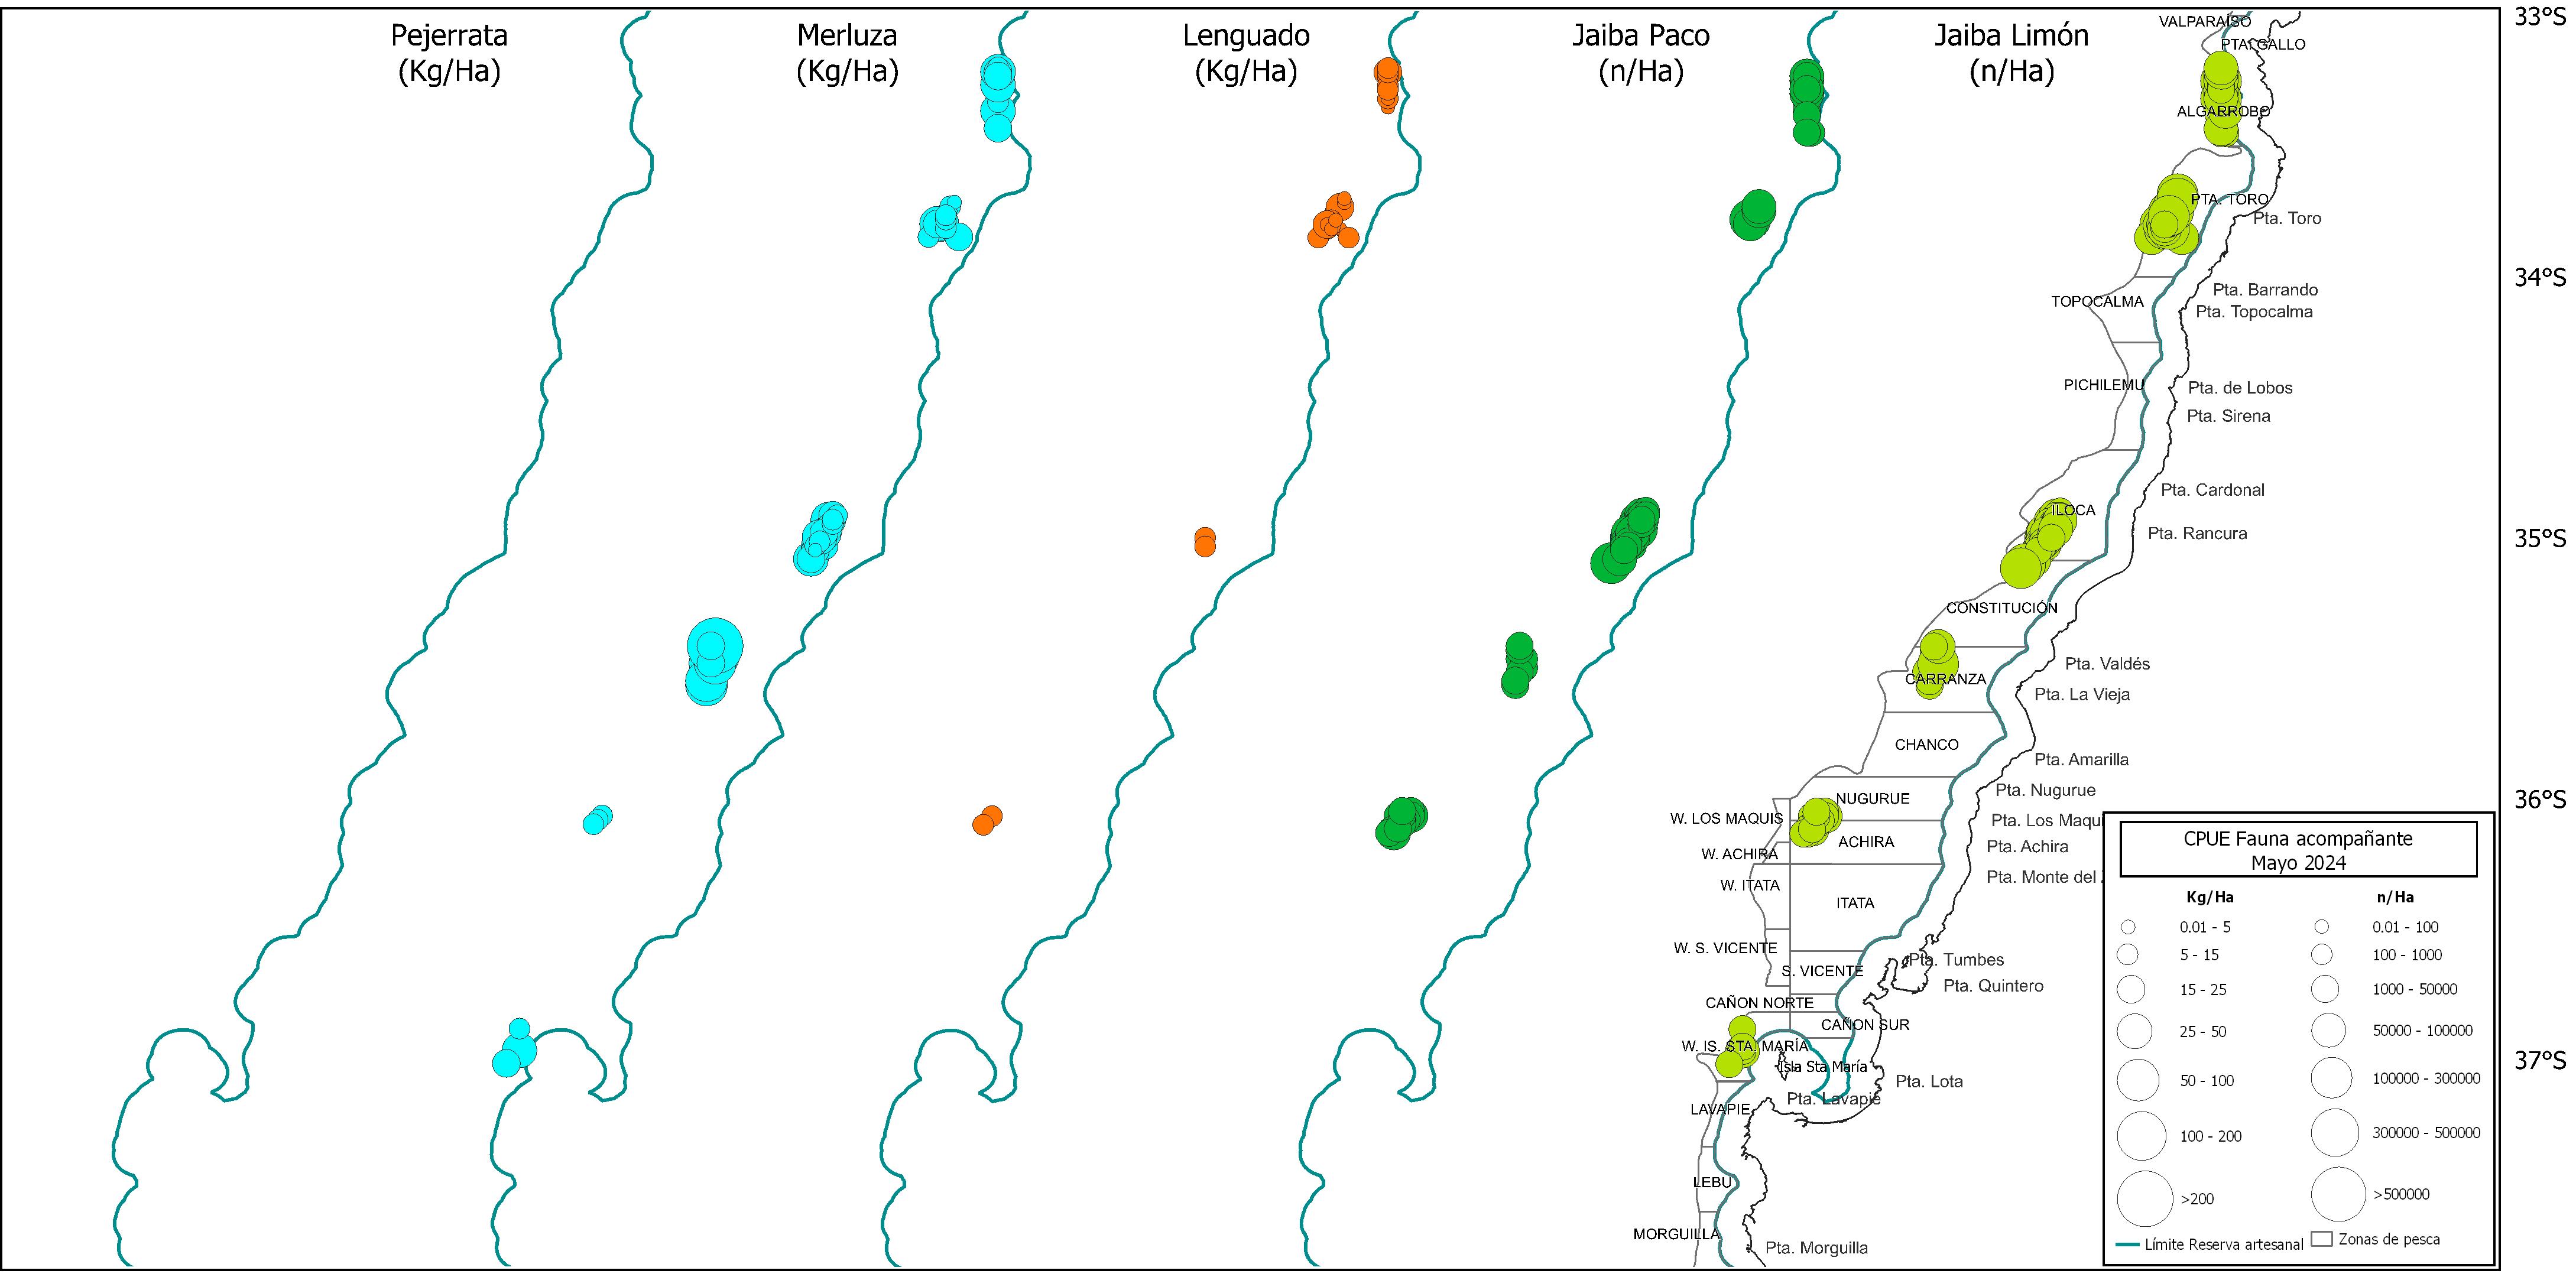 Pejerrata
(Kg/Ha)
Merluza
(Kg/Ha)
Lenguado
(Kg/Ha)
Jaiba Paco
(n/Ha)
Jaiba Limón
(n/Ha)
33°S
34°S
35°S
36°S
37°S
VALPARAÍSO
PTA. GALLO
ALGARROBO
PTA. TORO
Pta. Toro
Pta. Barrando
TOPOCALMA
Pta. Topocalma
PICHILEMU
Pta. de Lobos
Pta. Sirena
Pta. Cardonal
ILOCA
Pta. Rancura
CONSTITUCIÓN
Pta. Valdés
CARRANZA
Pta. La Vieja
CHANCO
Pta. Amarilla
Pta. Nugurue
NUGURUE
W. LOS MAQUIS
Pta. Los Maqu
ACHIRA
Pta. Achira
W. ACHIRA
Pta. Monte del
W. ITATA
ITATA
W. S. VICENTE
Pta. Tumbes
S. VICENTE
Pta. Quintero
CAÑON NORTE
CAÑON SUR
W. IS. STA. MARÍA
Isla Sta María
Pta. Lota
Pta. Lavapié
LAVAPIE
LEBU
MORGUILLA
Pta. Morguilla
CPUE Fauna acompañante
Mayo 2024
Kg/Ha
0.01 - 5
5 - 15
15 - 25
25 - 50
50 - 100
100 - 200
>200
n/Ha
0.01 - 100
100 - 1000
1000 - 50000
50000 - 100000
100000 - 300000
300000 - 500000
>500000
Límite Reserva artesanal
Zonas de pesca